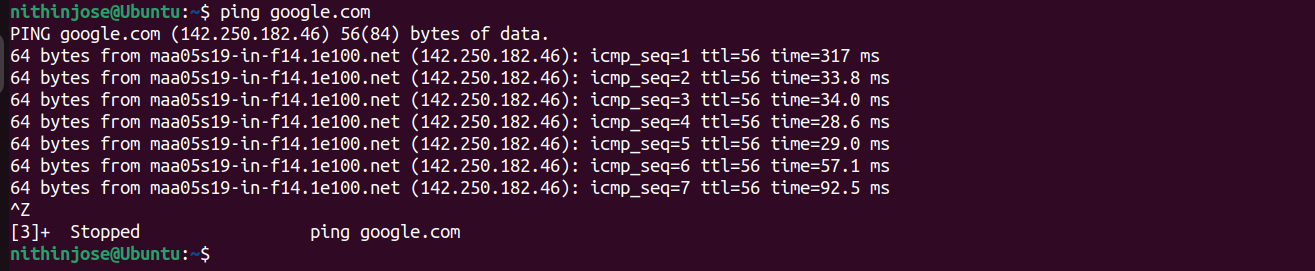 nithinjose@Ubuntu:~$ ping google.com
PING google.com (142.250.182.46) 56(84) bytes of data.
64 bytes from maa05s19-in-f14.1e100.net (142.250.182.46): icmp_seq=1 ttl=56 time=317 ms
64 bytes from maa05s19-in-f14.1e100.net (142.250.182.46): icmp_seq=2 ttl=56 time=33.8 ms
64 bytes from maa05s19-in-f14.1e100.net (142.250.182.46): icmp_seq=3 ttl=56 time=34.0 ms
64 bytes from maa05s19-in-f14.1e100.net (142.250.182.46): icmp_seq=4 ttl=56 time=28.6 ms
64 bytes from maa05s19-in-f14.1e100.net (142.250.182.46): icmp_seq=5 ttl=56 time=29.0 ms
64 bytes from maa05s19-in-f14.1e100.net (142.250.182.46): icmp_seq=6 ttl=56 time=57.1 ms
64 bytes from maa05s19-in-f14.1e100.net (142.250.182.46): icmp_seq=7 ttl=56 time=92.5 ms
^Z
[3]+  Stopped                 ping google.com
nithinjose@Ubuntu:~$